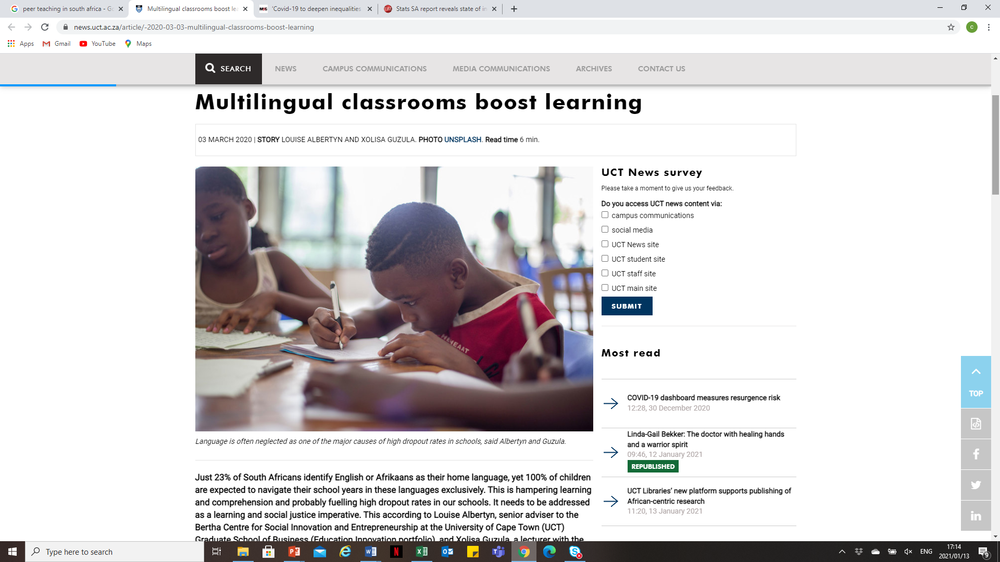 peer teaching in south africa - Go
Multilingual classrooms boost lea
M&G
'Covid-19 to deepen inequalities
DM
Stats SA report reveals state of in
news.uct.ac.za/article/-2020-03-03-multilingual-classrooms-boost-learning
c
Apps
Gmail
YouTube
Maps
SEARCH
NEWS
CAMPUS COMMUNICATIONS
MEDIA COMMUNICATIONS
ARCHIVES
CONTACT US
Multilingual classrooms boost learning
03 MARCH 2020 | STORY LOUISE ALBERTYN AND XOLISA GUZULA. PHOTO UNSPLASH. Read time 6 min.
HEHEAAT
Language is often neglected as one of the major causes of high dropout rates in schools, said Albertyn and Guzula.
Just 23% of South Africans identify English or Afrikaans as their home language, yet 100% of children
are expected to navigate their school years in these languages exclusively. This is hampering learning
and comprehension and probably fuelling high dropout rates in our schools. It needs to be addressed
as a learning and social justice imperative. This according to Louise Albertyn, senior adviser to the
Bertha Centre for Social Innovation and Entrepreneurship at the University of Cape Town (UCT)
Graduate School of Business (Education Innovation portfolio), and Xolisa Guzula, a lecturer with the
UCT News survey
Please take a moment to give us your feedback.
Do you access UCT news content via:
campus communications
social media
UCT News site
UCT student site
UCT staff site
UCT main site
SUBMIT
Most read
COVID-19 dashboard measures resurgence risk
12:28, 30 December 2020
Linda-Gail Bekker: The doctor with healing hands
and a warrior spirit
09:46, 12 January 2021
REPUBLISHED
UCT Libraries' new platform supports publishing of
African-centric research
11:20, 13 January 2021
TOP
Type here to search
ENG
17:14
2021/01/13
9